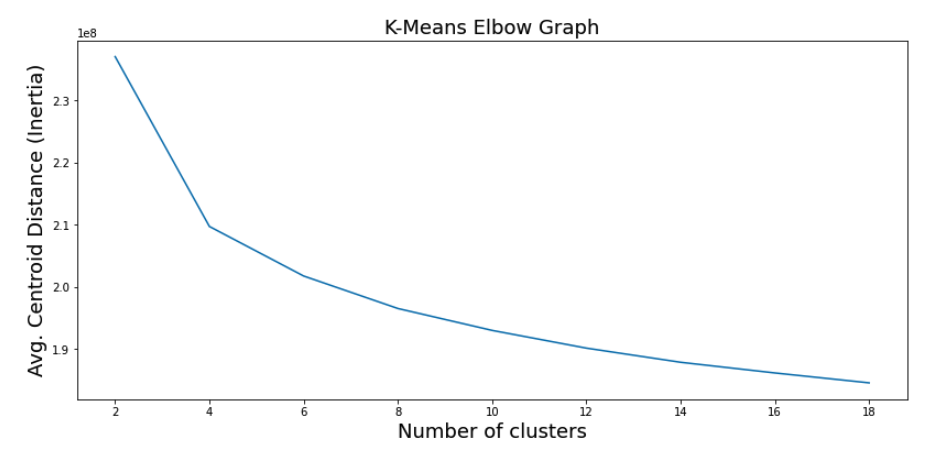 K-Means Elbow Graph
1e8
Avg. Centroid Distance (Inertia)
2.3
2.2
2.1
2.0
1.9
2 4 6 8 10 12 14 16 18
Number of clusters